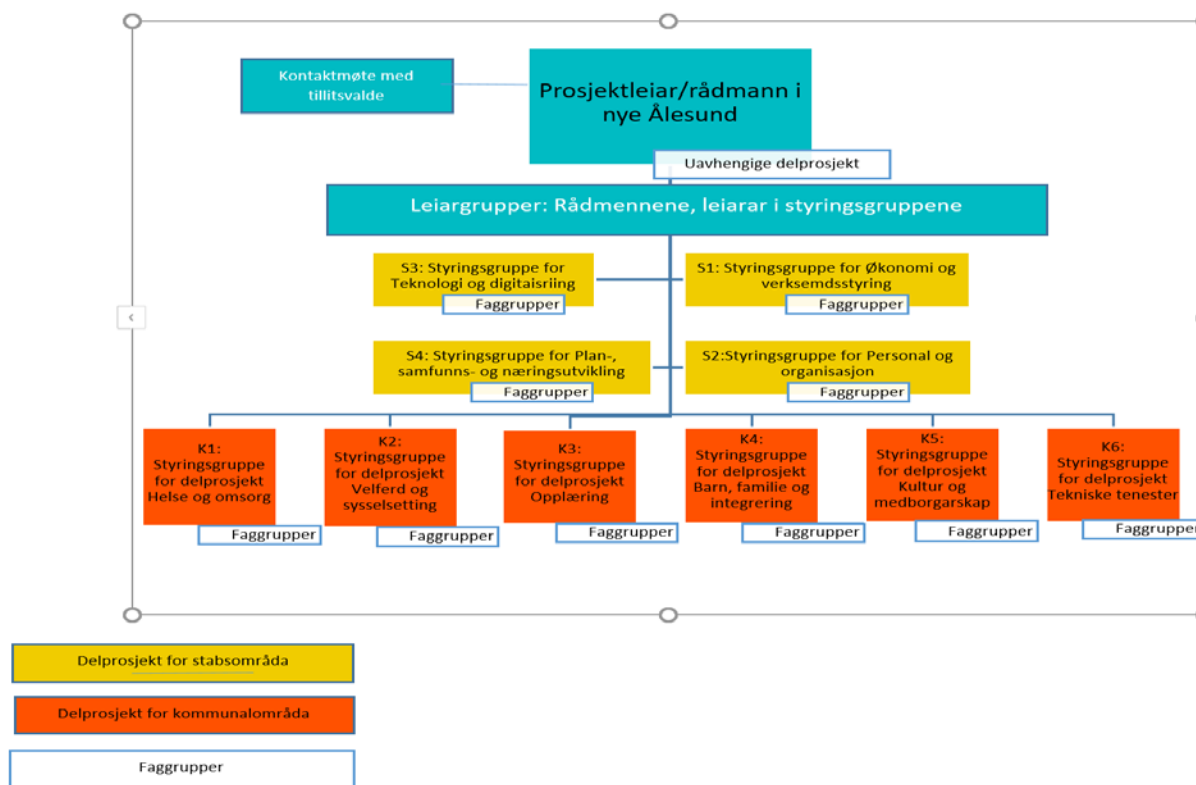 Kontaktmøte med
tillitsvalde
Prosjektleiar/rådmann i
nye Ålesund
Uavhengige delprosjekt
Leiargrupper: Rådmennene, leiarar i styringsgruppene
S3: Styringsgruppe for
Teknologi og digitaisriing
Faggrupper
S1: Styringsgruppe for Økonomi og
verksemdsstyring
Faggrupper
S4: Styringsgruppe for Plan-,
samfunns- og næringsutvikling
Faggrupper
S2:Styringsgruppe for Personal og
organisasjon
Faggrupper
K1:
Styringsgruppe
for delprosjekt
Helse og omsorg
Faggrupper
K2:
Styringsgruppe
for delprosjekt
Velferd og
sysselsetting
Faggrupper
K3:
Styringsgruppe
for delprosjekt
Opplæring
Faggrupper
K4:
Styringsgruppe
for delprosjekt
Barn, familie og
integrering
Faggrupper
K5:
Styringsgruppe
for delprosjekt
Kultur og
medborgarskap
Faggrupper
K6:
Styringsgruppe
for delprosjekt
Tekniske tenester
Faggrupper
Delprosjekt for stabsområda
Delprosjekt for kommunalområda
Faggrupper